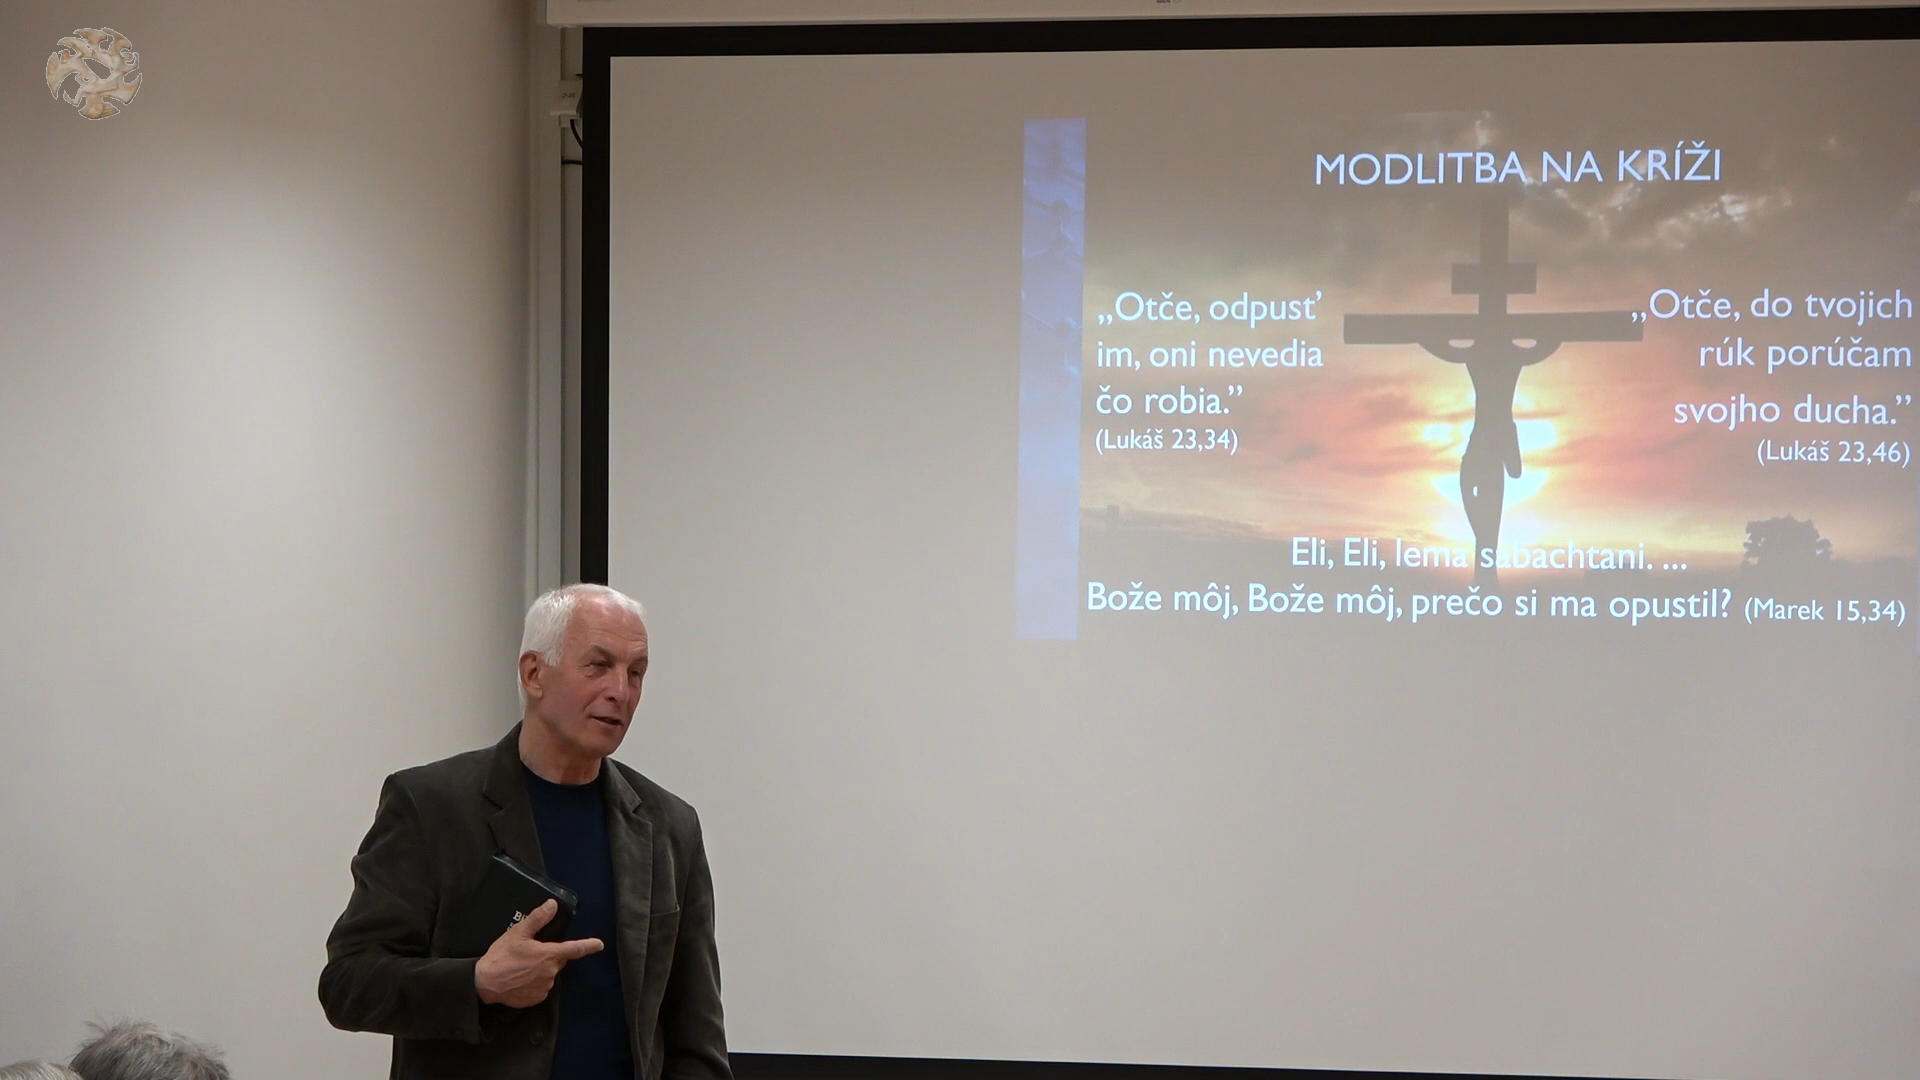 MODLITBA NA KRÍŽI
„Otče, odpusť
im, oni nevedia
čo robia.”
(Lukáš 23,34)
„Otče, do tvojich
rúk porúčam
svojho ducha.”
(Lukáš 23,46)
Eli, Eli, lema sabachtani. ...
Bože môj, Bože môj, prečo si ma opustil? (Marek 15,34)